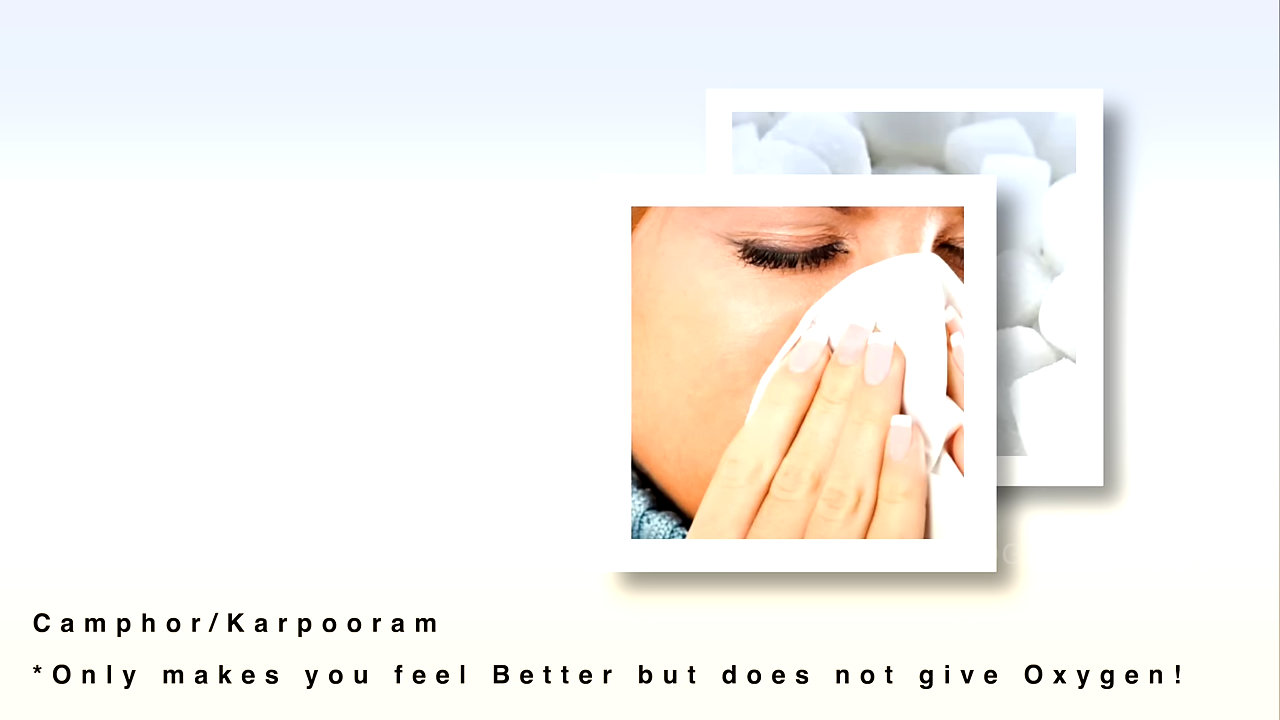 Camphor/Karpooram
*Only makes you feel Better but does not give Oxygen!